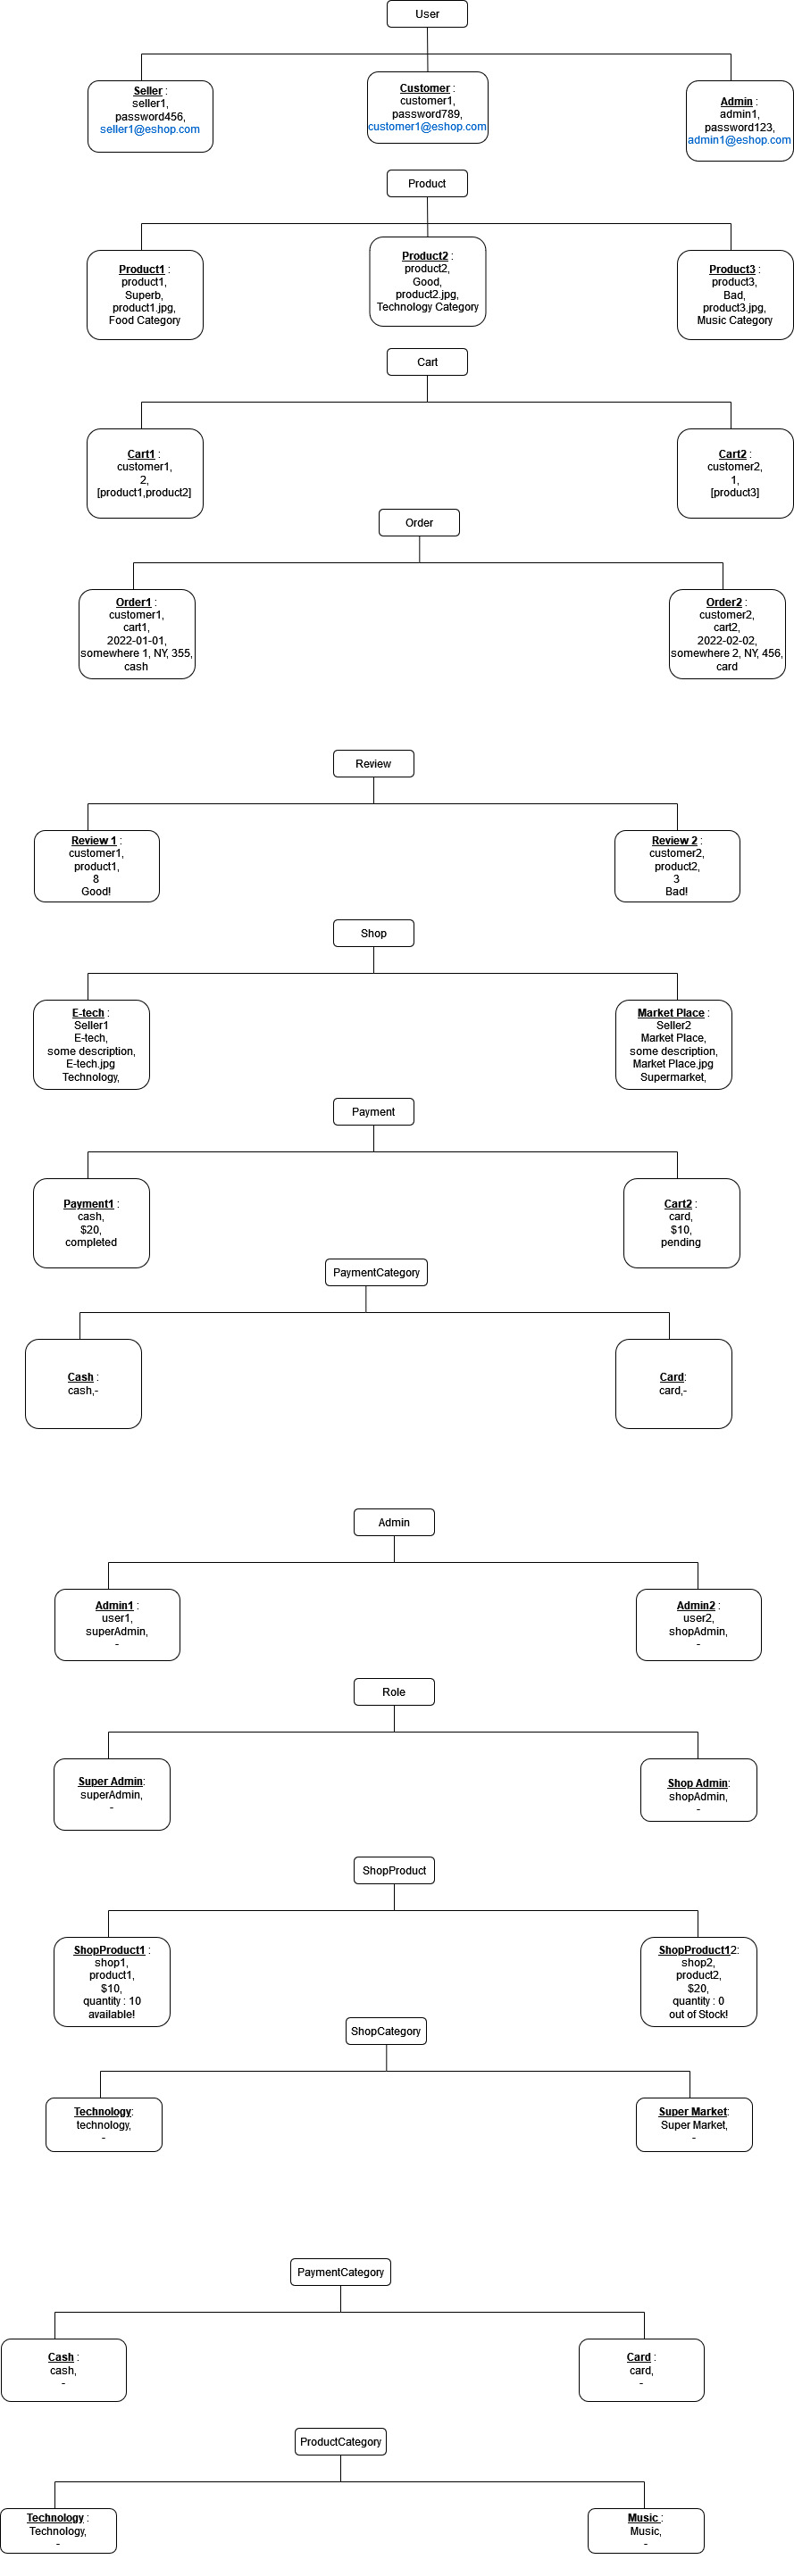 User
Seller :
seller1,
password456,
seller1@eshop.com
Customer :
customer1,
password789,
customer1@eshop.com
Admin :
admin1,
password123,
admin1@eshop.com
Product
Product1 :
product1,
Superb,
product1.jpg,
Food Category
Product2 :
product2,
Good,
product2.jpg,
Technology Category
Product3 :
product3,
Bad,
product3.jpg,
Music Category
Cart
Cart1 :
customer1,
2,
[product1,product2]
Cart2 :
customer2,
1,
[product3]
Order
Order1 :
customer1,
cart1,
2022-01-01,
somewhere 1, NY, 355,
cash
Order2 :
customer2,
cart2,
2022-02-02,
somewhere 2, NY, 456,
card
Review
Review 1 :
customer1,
product1,
8
Good!
Review 2 :
customer2,
product2,
3
Bad!
Shop
E-tech :
Seller1
E-tech,
some description,
E-tech.jpg
Technology,
Market Place :
Seller2
Market Place,
some description,
Market Place.jpg
Supermarket,
Payment
Payment1 :
cash,
$20,
completed
Cart2 :
card,
$10,
pending
PaymentCategory
Cash :
cash,-
Card:
card,-
Admin
Admin1 :
user1,
superAdmin,
-
Admin2 :
user2,
shopAdmin,
-
Role
Super Admin:
superAdmin,
-
Shop Admin:
shopAdmin,
-
ShopProduct
ShopProduct1 :
shop1,
product1,
$10,
quantity : 10
available!
ShopProduct12:
shop2,
product2,
$20,
quantity : 0
out of Stock!
ShopCategory
Technology:
technology,
-
Super Market:
Super Market,
-
PaymentCategory
Cash :
cash,
-
Card :
card,
-
ProductCategory
Technology :
Technology,
-
Music :
Music,
-